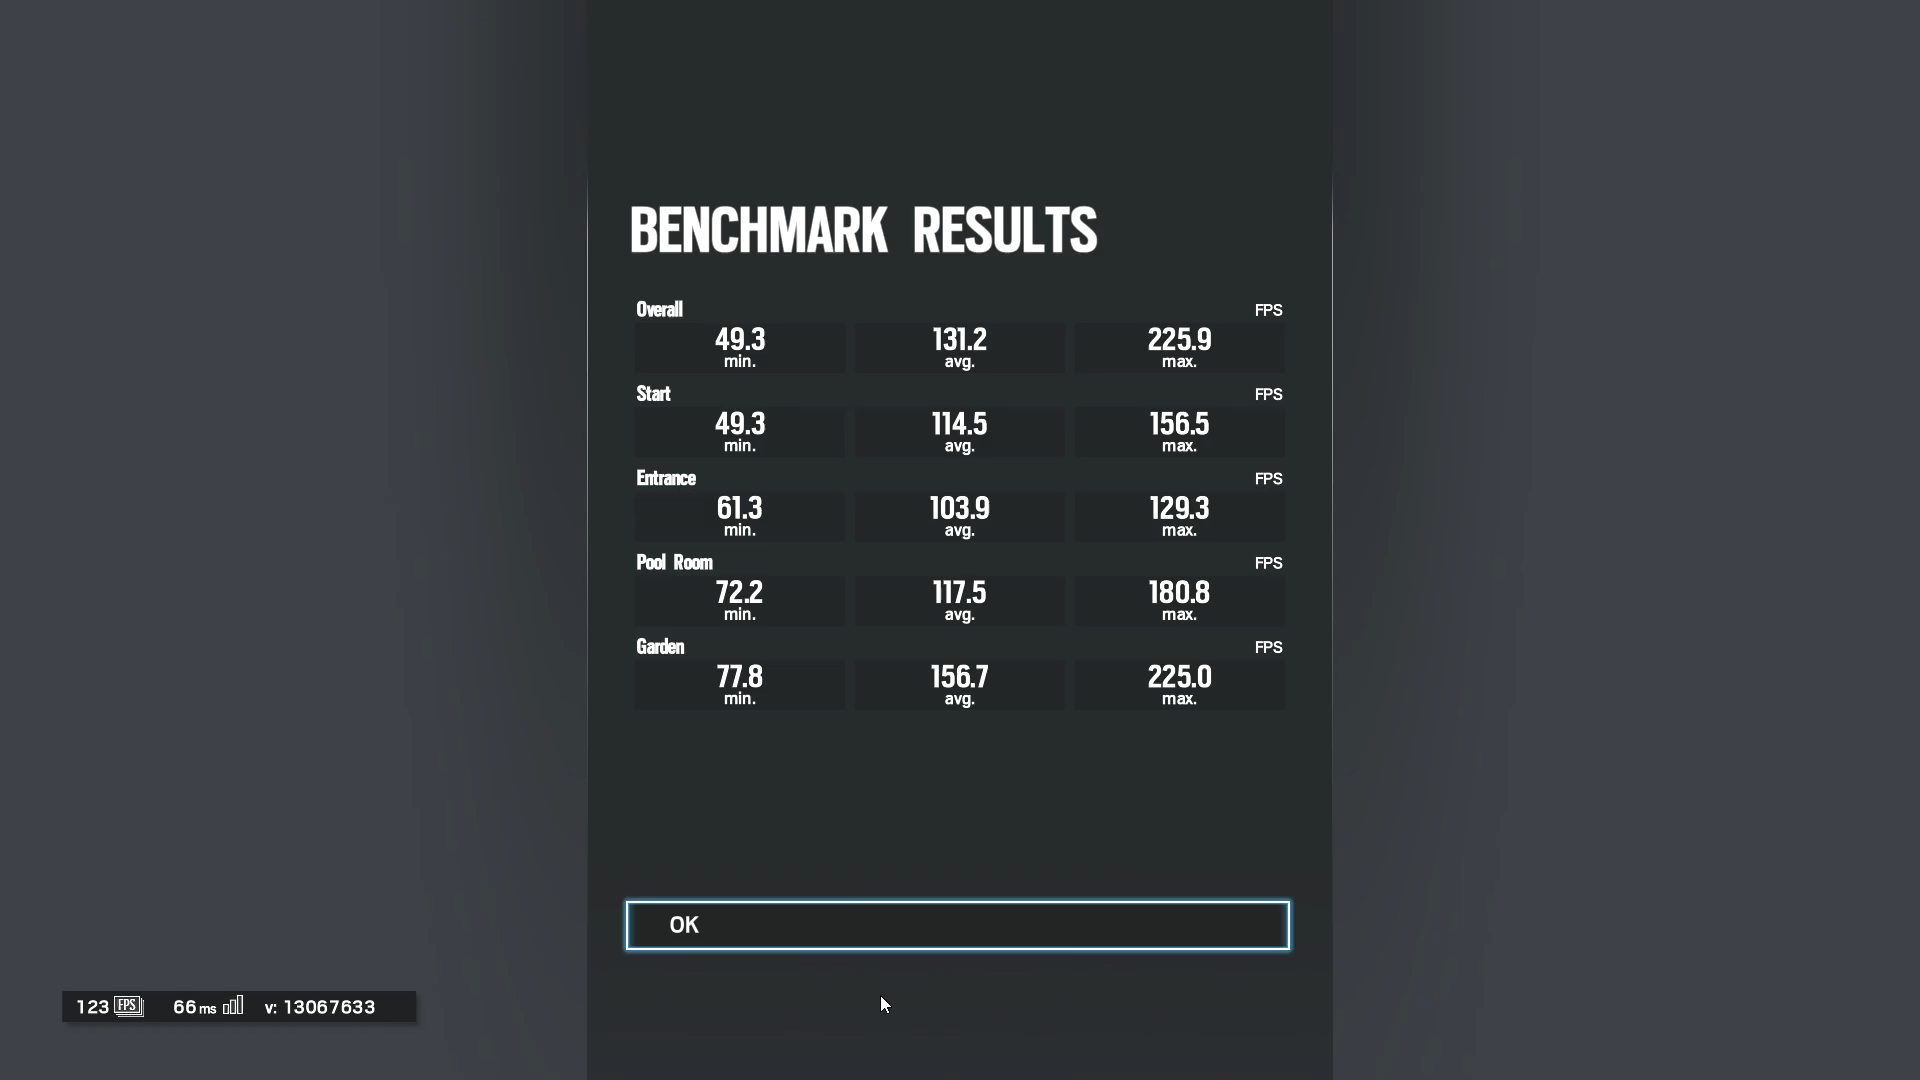 BENCHMARK RESULTS
Overall FPS
49.3 131.2 225.9
min. avg. max.
Start FPS
49.3 114.5 156.5
min. avg. max.
Entrance FPS
61.3 103.9 129.3
min. avg. max.
Pool Room FPS
72.2 117.5 180.8
min. avg. max.
Garden FPS
77.8 156.7 225.0
min. avg. max.
OK
123 FPS 66 ms v: 13067633